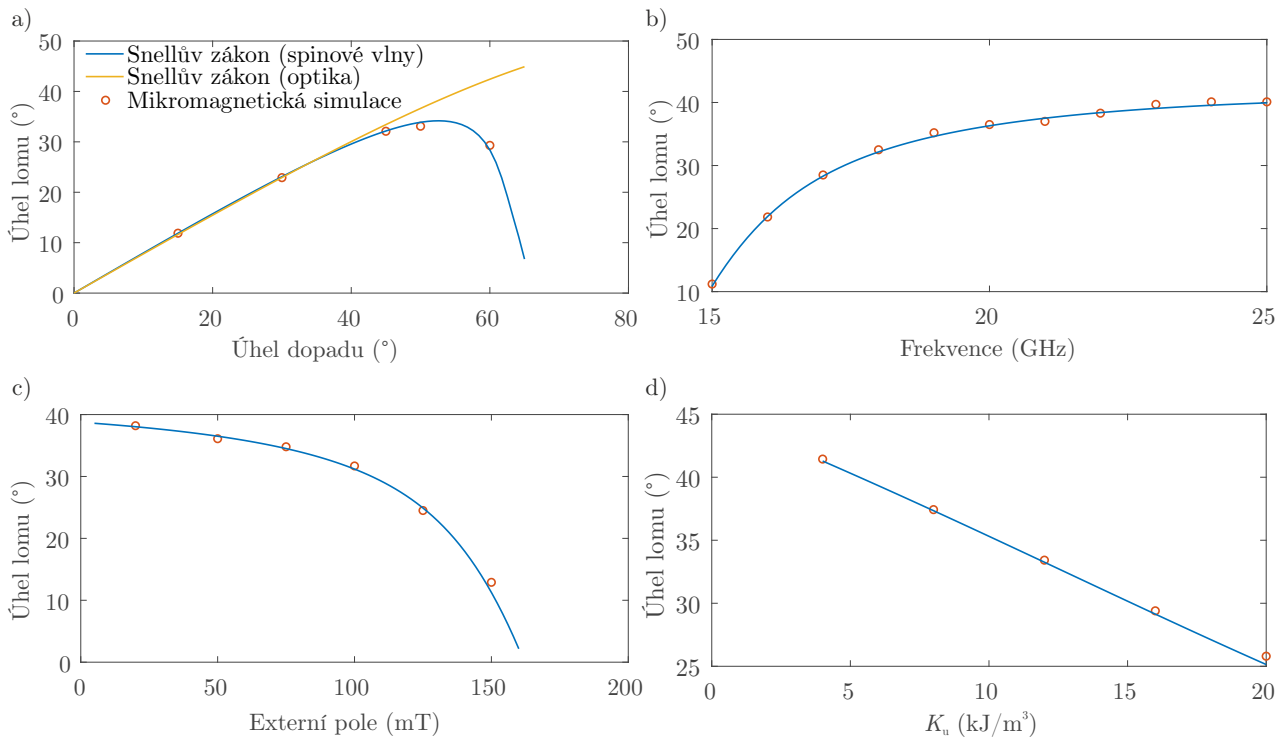 a)
50
40
30
20
10
0
Úhel lomu (°)
Snellův zákon (spinové vlny)
Snellův zákon (optika)
Mikromagnetická simulace
0 20 40 60 80
Úhel dopadu (°)
b)
50
40
30
20
10
Úhel lomu (°)
15 20 25
Frekvence (GHz)
c)
40
30
20
10
0
Úhel lomu (°)
0 50 100 150 200
Externí pole (mT)
d)
45
40
35
30
25
Úhel lomu (°)
0 5 10 15 20
Ku (kJ/m³)